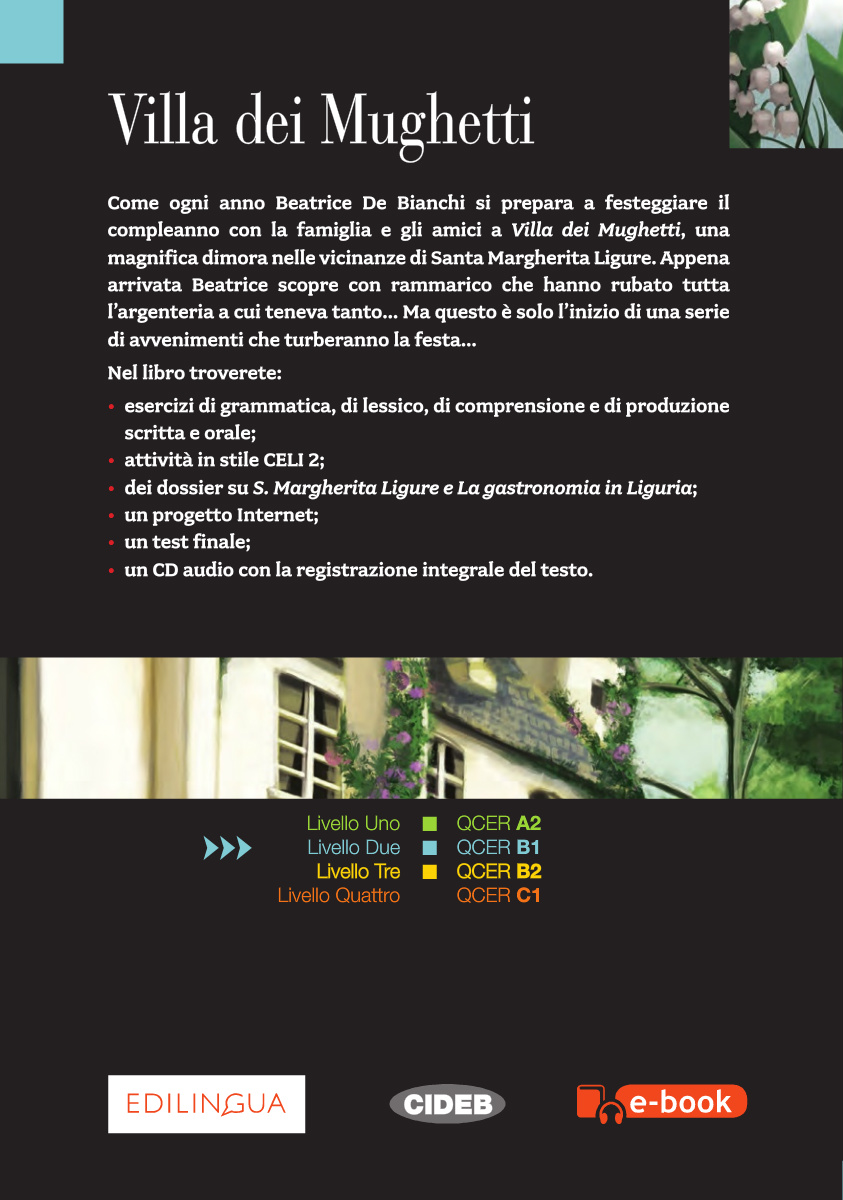 Villa dei Mughetti
Come ogni anno Beatrice De Bianchi si prepara a festeggiare il
compleanno con la famiglia e gli amici a Villa dei Mughetti, una
magnifica dimora nelle vicinanze di Santa Margherita Ligure. Appena
arrivata Beatrice scopre con rammarico che hanno rubato tutta
l’argenteria a cui teneva tanto... Ma questo è solo l’inizio di una serie
di avvenimenti che turberanno la festa...
Nel libro troverete:
• esercizi di grammatica, di lessico, di comprensione e di produzione
scritta e orale;
• attività in stile CELI 2;
• dei dossier su S. Margherita Ligure e La gastronomia in Liguria;
• un progetto Internet;
• un test finale;
• un CD audio con la registrazione integrale del testo.
Livello Uno ■ QCER A2
Livello Due ■ QCER B1
Livello Tre ■ QCER B2
Livello Quattro QCER C1
EDILINGUA
CIDEB
e-book